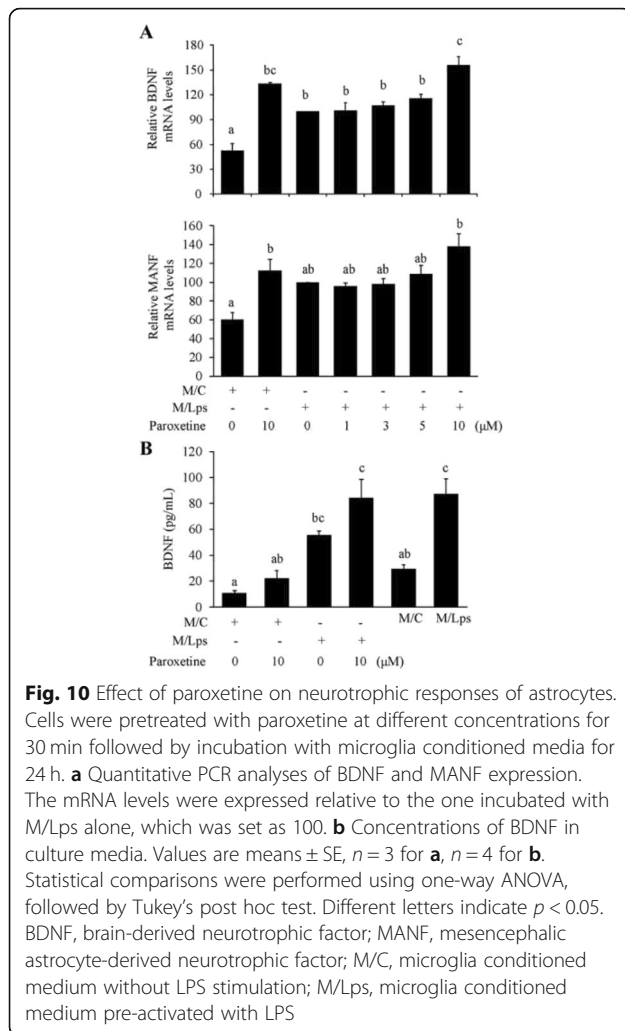 A
Relative BDNF
mRNA levels
180
150
120
90
60
30
0
a
bc
b
b
b
b
c
Relative MANF
mRNA levels
160
140
120
100
80
60
40
20
0
a
b
ab
ab
ab
ab
b
M/C + + - - - - -
M/Lps - - + + + + +
Paroxetine 0 10 0 1 3 5 10 (μM)
B
BDNF (pg/mL)
120
100
80
60
40
20
0
a
ab
bc
c
ab
c
M/C + + - - M/C M/Lps
M/Lps - - + +
Paroxetine 0 10 0 10 (μM)
Fig. 10 Effect of paroxetine on neurotrophic responses of astrocytes.
Cells were pretreated with paroxetine at different concentrations for
30 min followed by incubation with microglia conditioned media for
24 h. a Quantitative PCR analyses of BDNF and MANF expression.
The mRNA levels were expressed relative to the one incubated with
M/Lps alone, which was set as 100. b Concentrations of BDNF in
culture media. Values are means ± SE, n = 3 for a, n = 4 for b.
Statistical comparisons were performed using one-way ANOVA,
followed by Tukey's post hoc test. Different letters indicate p < 0.05.
BDNF, brain-derived neurotrophic factor; MANF, mesencephalic
astrocyte-derived neurotrophic factor; M/C, microglia conditioned
medium without LPS stimulation; M/Lps, microglia conditioned
medium pre-activated with LPS